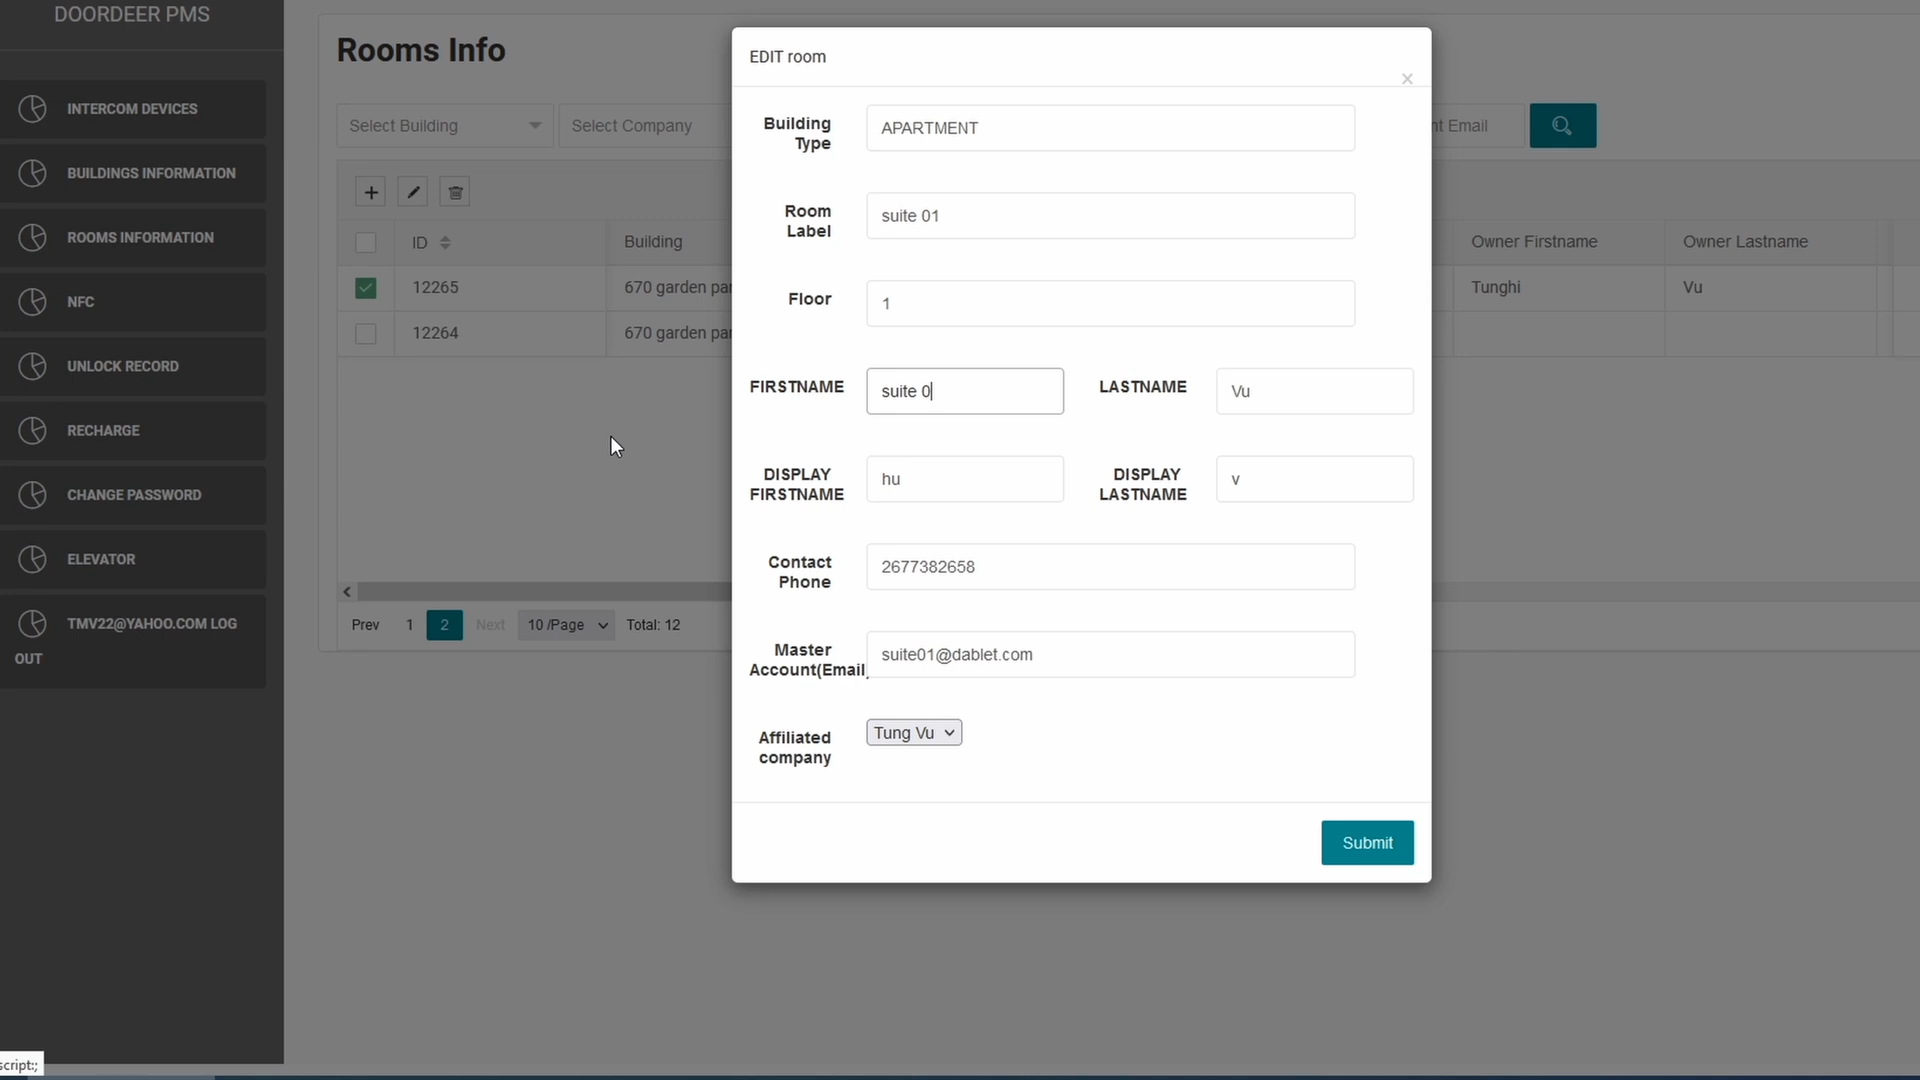 DOORDEER PMS
INTERCOM DEVICES
BUILDINGS INFORMATION
ROOMS INFORMATION
NFC
UNLOCK RECORD
RECHARGE
CHANGE PASSWORD
ELEVATOR
TMV22@YAHOO.COM LOG
OUT
script:;
Rooms Info
Select Building
Select Company
nt Email
ID
Building
Owner Firstname
Owner Lastname
12265
670 garden par
Tunghi
Vu
12264
670 garden par
Prev
1
2
Next
10 /Page
Total: 12
EDIT room
×
Building
Type
APARTMENT
Room
Label
suite 01
Floor
1
FIRSTNAME
suite 0
LASTNAME
Vu
DISPLAY
FIRSTNAME
hu
DISPLAY
LASTNAME
v
Contact
Phone
2677382658
Master
Account(Email)
suite01@dablet.com
Affiliated
company
Tung Vu
Submit